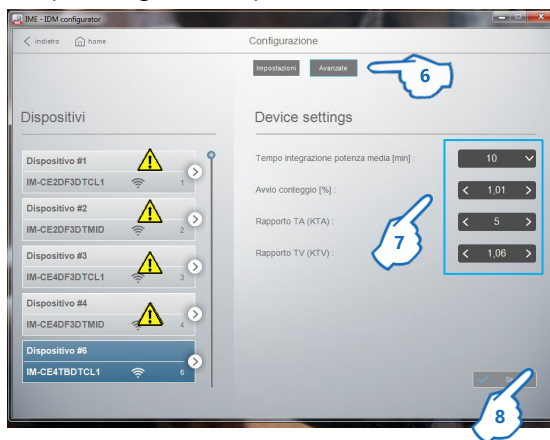 IME - IDM configurator
indietro home Configurazione
Impostazioni Avanzate
6
Dispositivi
Device settings
Dispositivo #1
IM-CE2DF3DTCL1 1
Dispositivo #2
IM-CE2DF3DTMID 2
Dispositivo #3
IM-CE4DF3DTCL1 3
Dispositivo #4
IM-CE4DF3DTMID 4
Dispositivo #6
IM-CE4TBDTCL1 6
Tempo integrazione potenza media [min] : 10
Avvio conteggio [%] : 1,01
Rapporto TA (KTA) : 5
Rapporto TV (KTV) : 1,06
7
8